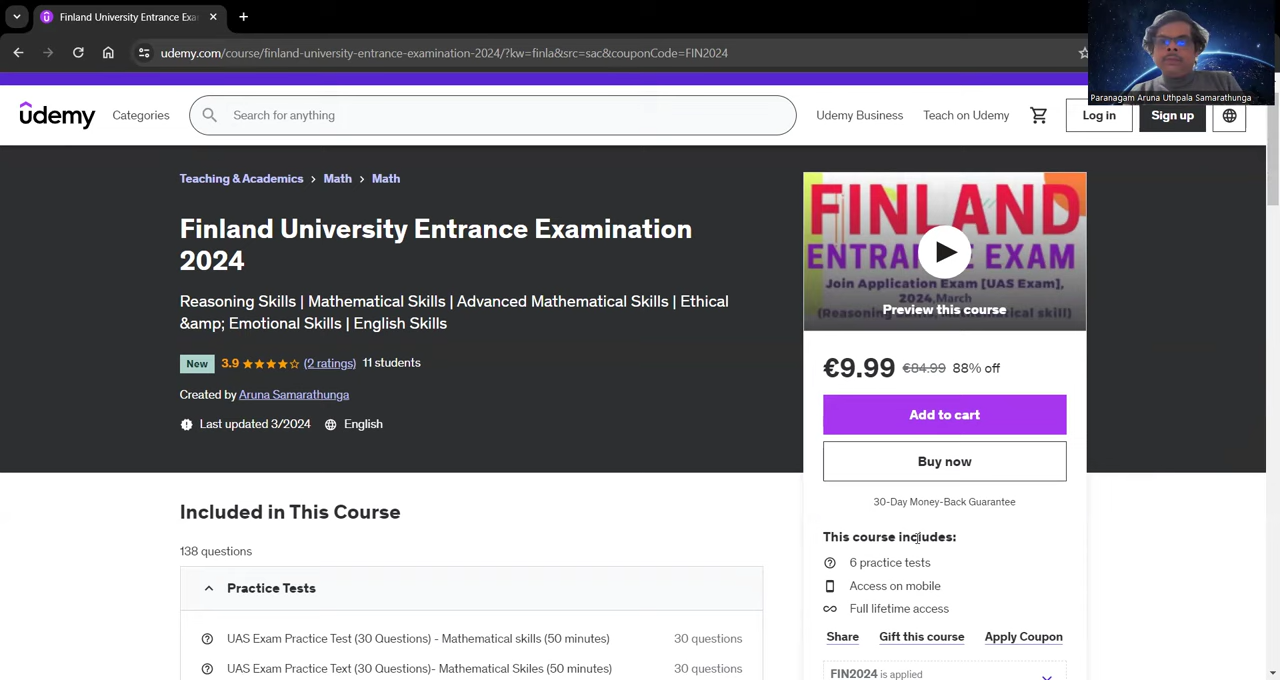 Finland University Entrance Exa
udemy.com/course/finland-university-entrance-examination-2024/?kw=finla&src=sac&couponCode=FIN2024
Paranagam Aruna Uthpala Samarathunga
ûdemy
Categories
Search for anything
Udemy Business
Teach on Udemy
Log in
Sign up
Teaching & Academics > Math > Math
Finland University Entrance Examination
2024
Reasoning Skills | Mathematical Skills | Advanced Mathematical Skills | Ethical
&amp; Emotional Skills | English Skills
New 3.9 (2 ratings) 11 students
Created by Aruna Samarathunga
Last updated 3/2024 English
FINLAND
ENTRANCE EXAM
Join Application Exam [UAS Exam],
2024,March
Preview this course
€9.99 €84.99 88% off
Add to cart
Buy now
30-Day Money-Back Guarantee
This course includes:
6 practice tests
Access on mobile
Full lifetime access
Share Gift this course Apply Coupon
FIN2024 is applied
Included in This Course
138 questions
Practice Tests
UAS Exam Practice Test (30 Questions) - Mathematical skills (50 minutes) 30 questions
UAS Exam Practice Text (30 Questions)- Mathematical Skiles (50 minutes) 30 questions